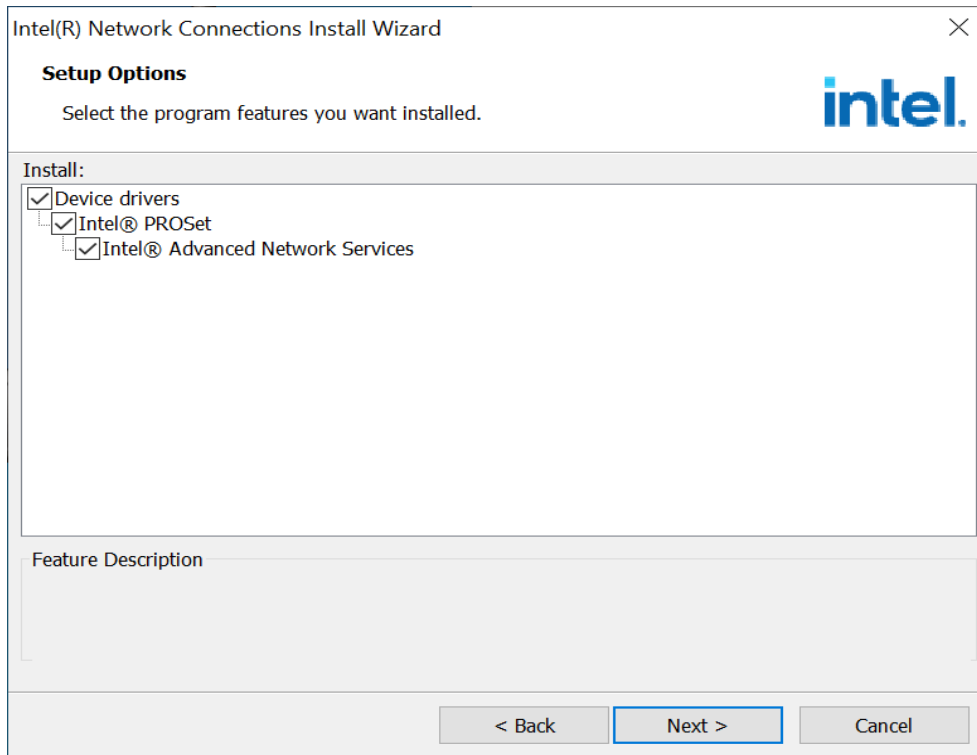 Intel(R) Network Connections Install Wizard
Setup Options
Select the program features you want installed.
intel.
Install:
Device drivers
Intel® PROSet
Intel® Advanced Network Services
Feature Description
< Back
Next >
Cancel